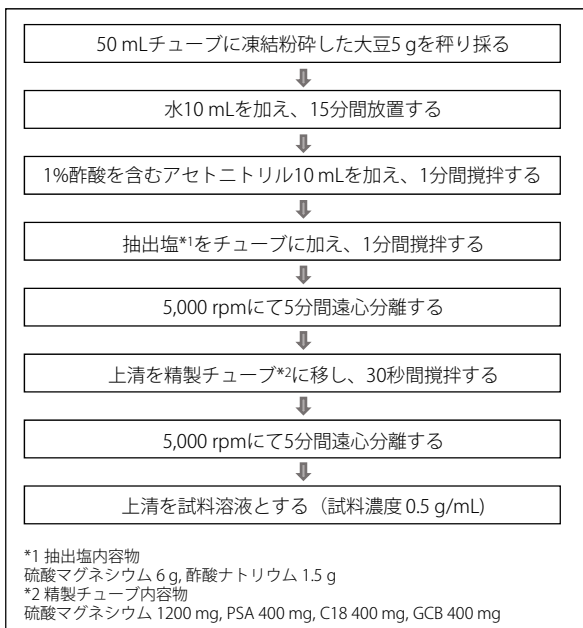 50 mLチューブに凍結粉砕した大豆5 gを秤り採る
水10 mLを加え、15分間放置する
1%酢酸を含むアセトニトリル10 mLを加え、1分間撹拌する
抽出塩*1をチューブに加え、1分間撹拌する
5,000 rpmにて5分間遠心分離する
上清を精製チューブ*2に移し、30秒間撹拌する
5,000 rpmにて5分間遠心分離する
上清を試料溶液とする（試料濃度 0.5 g/mL)
*1 抽出塩内容物
硫酸マグネシウム 6 g, 酢酸ナトリウム 1.5 g
*2 精製チューブ内容物
硫酸マグネシウム 1200 mg, PSA 400 mg, C18 400 mg, GCB 400 mg